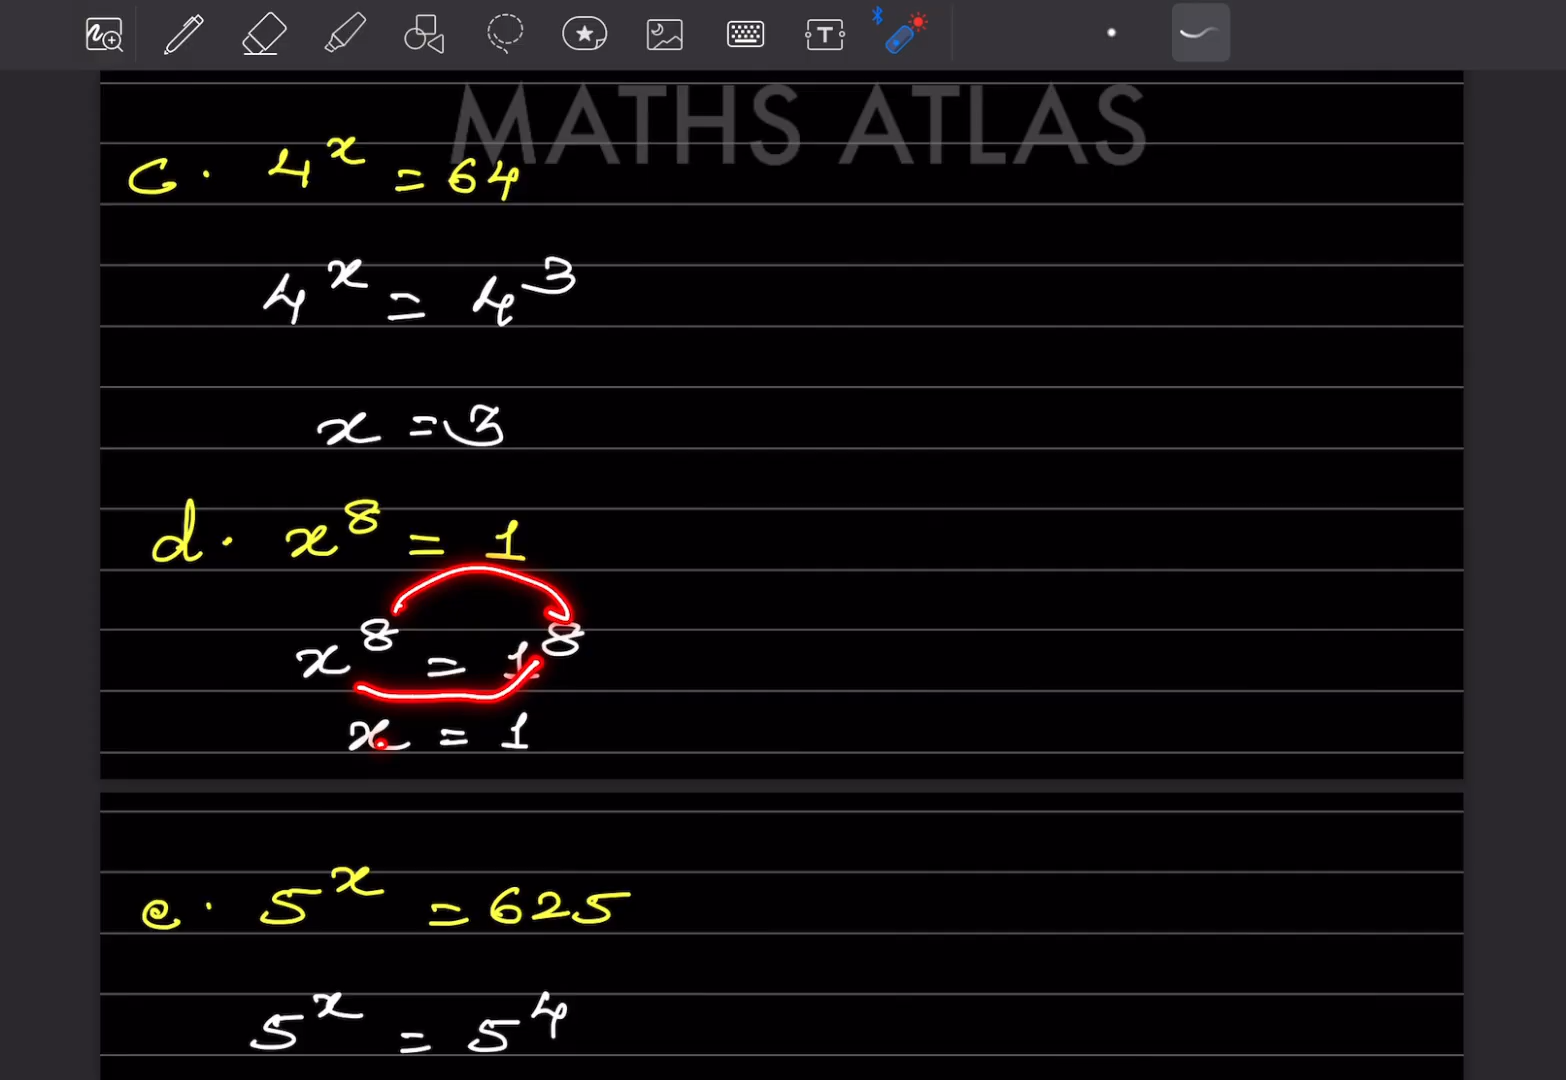 MATHS ATLAS
c. 4^x = 64
4^x = 4^3
x = 3
d. x^8 = 1
x^8 = 1^8
x = 1
e. 5^x = 625
5^x = 5^4